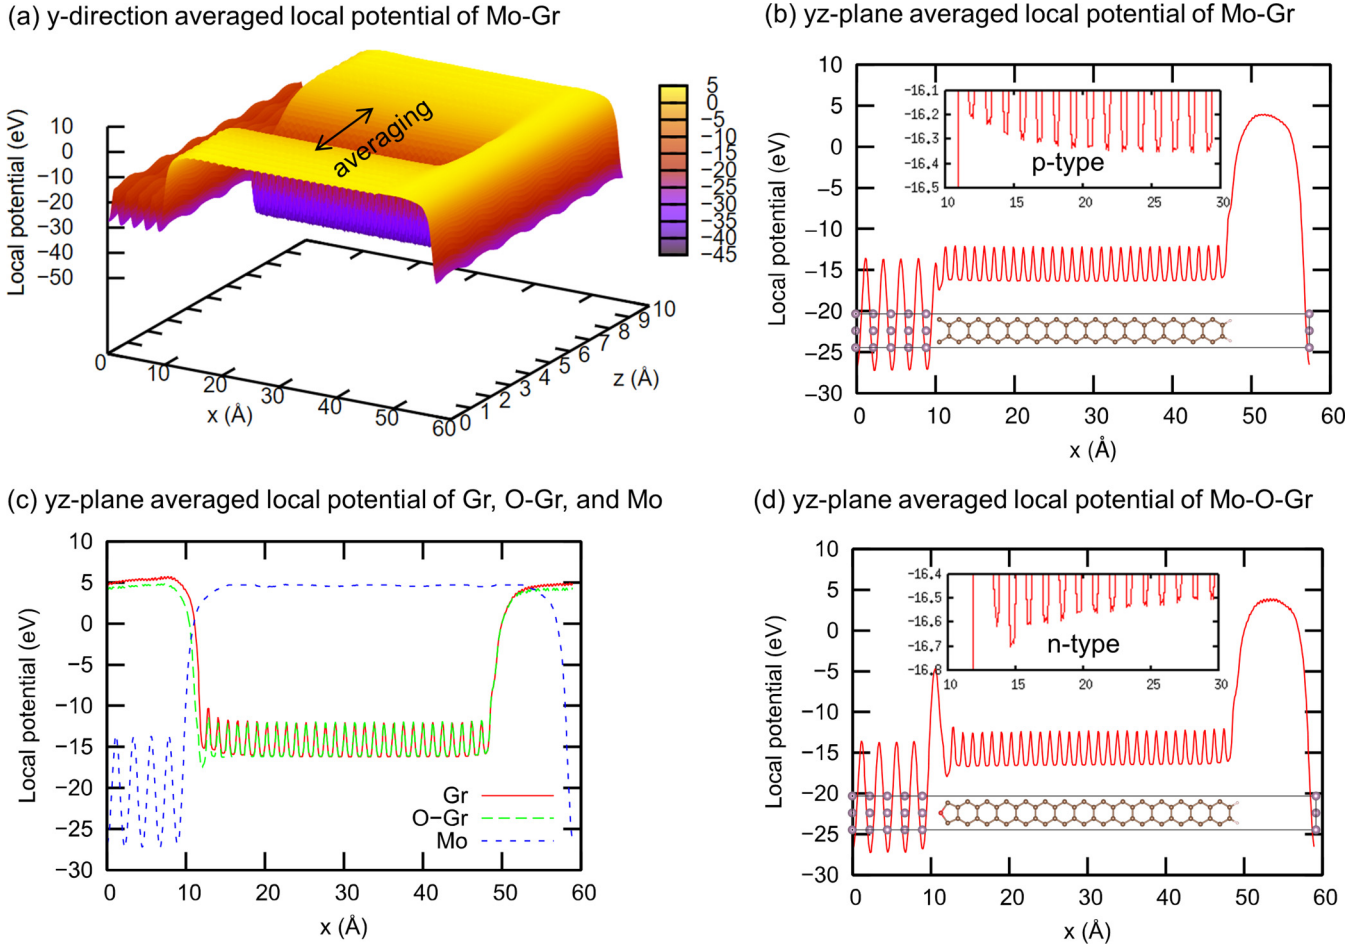 (a) y-direction averaged local potential of Mo-Gr
Local potential (eV)
10
0
−10
−20
−30
−40
−50
averaging
5
0
−5
−10
−15
−20
−25
−30
−35
−40
−45
0 10 20 30 40 50 60
x (Å)
0 1 2 3 4 5 6 7 8 9 10
z (Å)
(b) yz-plane averaged local potential of Mo-Gr
Local potential (eV)
10
5
0
−5
−10
−15
−20
−25
−30
−16.1
−16.2
−16.3
−16.4
−16.5
p-type
10 15 20 25 30
0 10 20 30 40 50 60
x (Å)
(c) yz-plane averaged local potential of Gr, O-Gr, and Mo
Local potential (eV)
10
5
0
−5
−10
−15
−20
−25
−30
Gr
O−Gr
Mo
0 10 20 30 40 50 60
x (Å)
(d) yz-plane averaged local potential of Mo-O-Gr
Local potential (eV)
10
5
0
−5
−10
−15
−20
−25
−30
−16.4
−16.5
−16.6
−16.7
−16.8
n-type
10 15 20 25 30
0 10 20 30 40 50 60
x (Å)